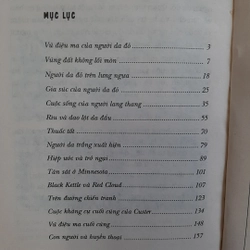 MỤC LỤC
Vũ điệu ma của người da đỏ 3
Vùng đất không lối mòn 7
Người da đỏ trên lưng ngựa 18
Gia súc của người da đỏ 25
Cuộc sống của người lang thang 35
Rìu và dao lột da đầu 55
Thuốc tốt 70
Người da trắng xuất hiện 79
Hiệp ước và trở ngại 89
Tàn sát ở Minnesota 101
Black Kettle và Red Cloud 107
Trên đường chiến tranh 123
Cuộc kháng cự cuối cùng của Custer 134
Vũ điệu ma cuối cùng 148
Con người và huyền thoại 157